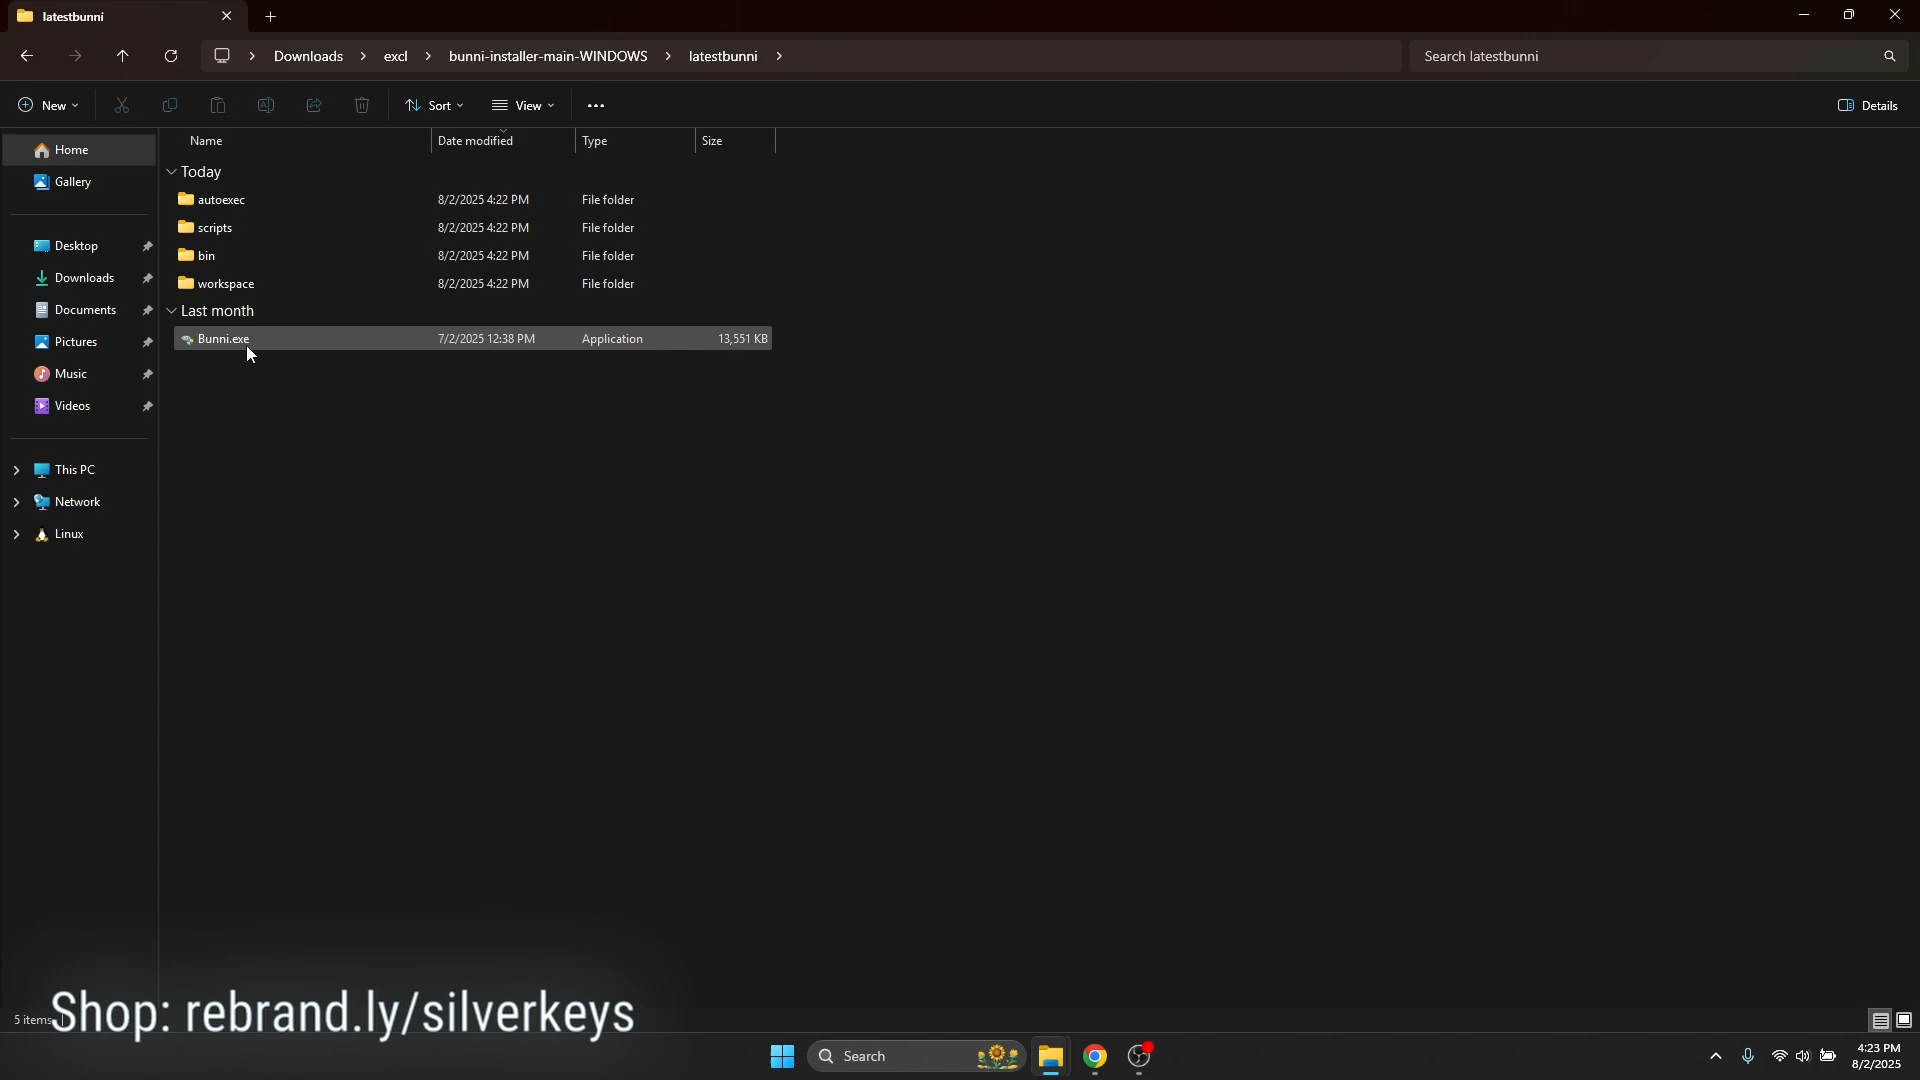 latestbunni
Downloads > excl > bunni-installer-main-WINDOWS > latestbunni >
Search latestbunni
New
Sort
View
Details
Name Date modified Type Size
Home
Gallery
Desktop
Downloads
Documents
Pictures
Music
Videos
This PC
Network
Linux
Today
autoexec 8/2/2025 4:22 PM File folder
scripts 8/2/2025 4:22 PM File folder
bin 8/2/2025 4:22 PM File folder
workspace 8/2/2025 4:22 PM File folder
Last month
Bunni.exe 7/2/2025 12:38 PM Application 13,551 KB
5 items
Shop: rebrand.ly/silverkeys
Search
4:23 PM
8/2/2025